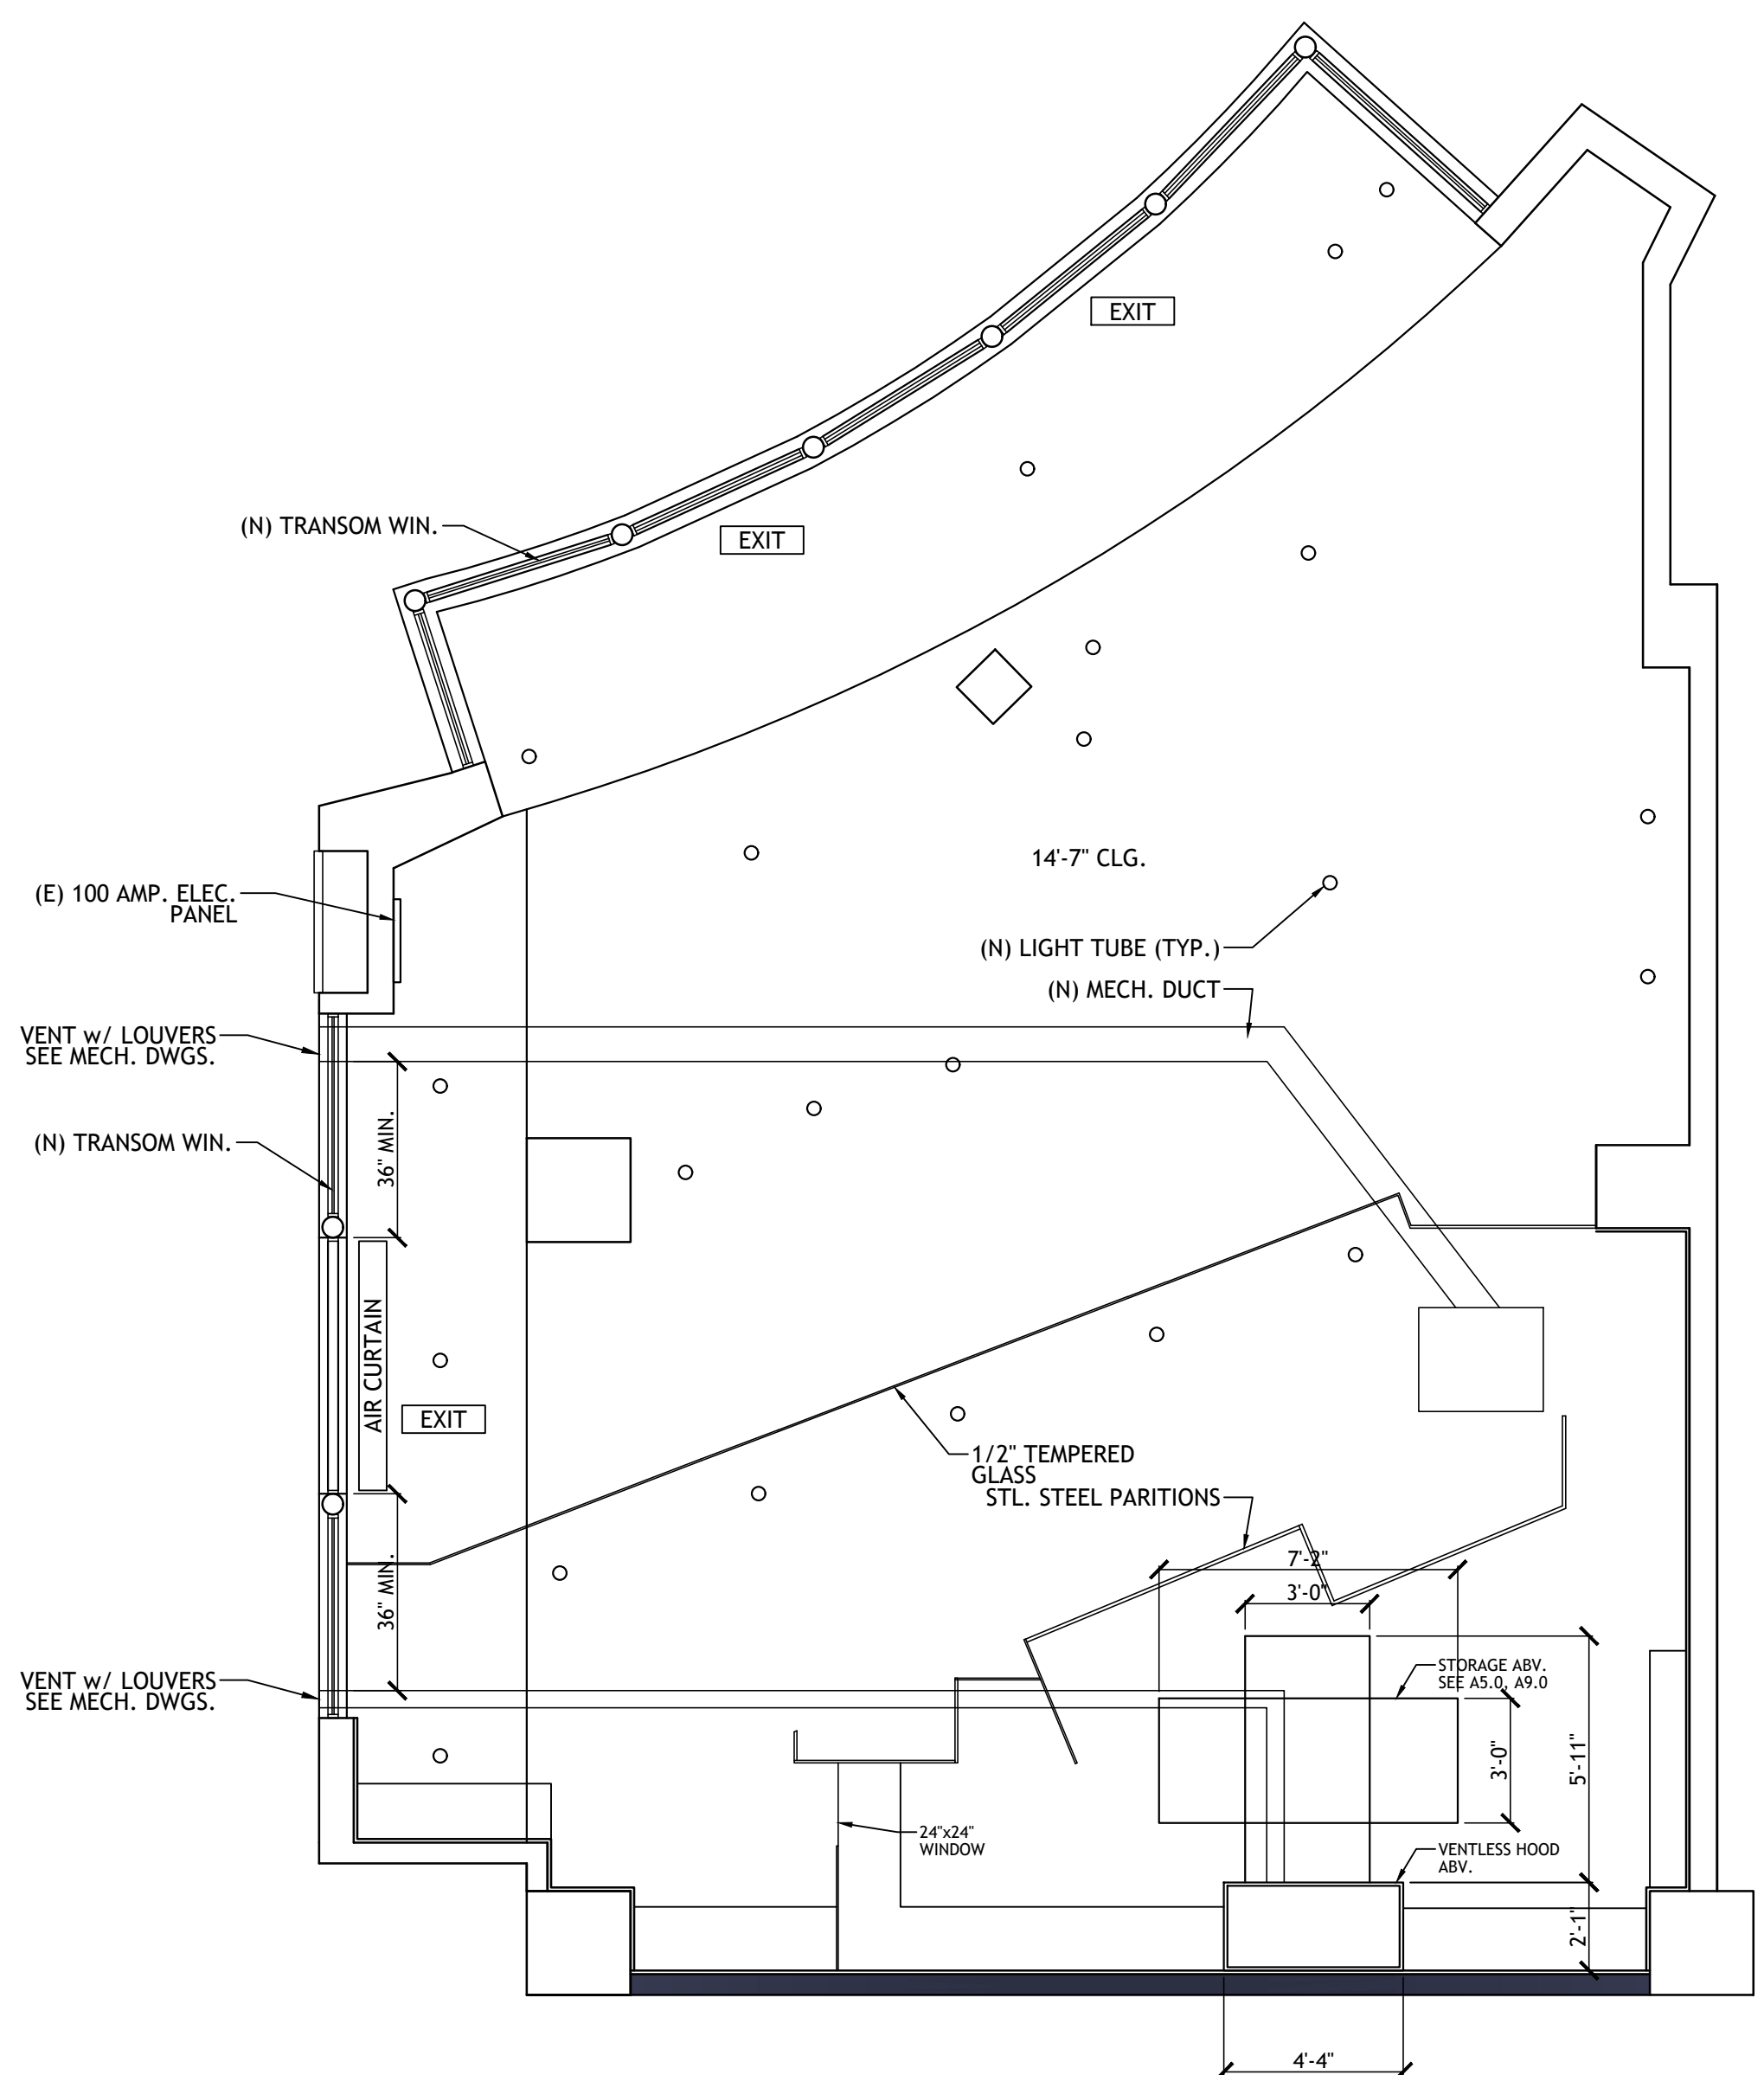 EXIT
(N) TRANSOM WIN.
EXIT
14'-7" CLG.
(E) 100 AMP. ELEC.
PANEL
(N) LIGHT TUBE (TYP.)
(N) MECH. DUCT
VENT w/ LOUVERS
SEE MECH. DWGS.
36" MIN.
(N) TRANSOM WIN.
AIR CURTAIN
EXIT
1/2" TEMPERED
GLASS
STL. STEEL PARITIONS
7'-2"
3'-0"
36" MIN.
VENT w/ LOUVERS
SEE MECH. DWGS.
STORAGE ABV.
SEE A5.0, A9.0
3'-0"
5'-11"
24"x24"
WINDOW
VENTLESS HOOD
ABV.
2'-1"
4'-4"